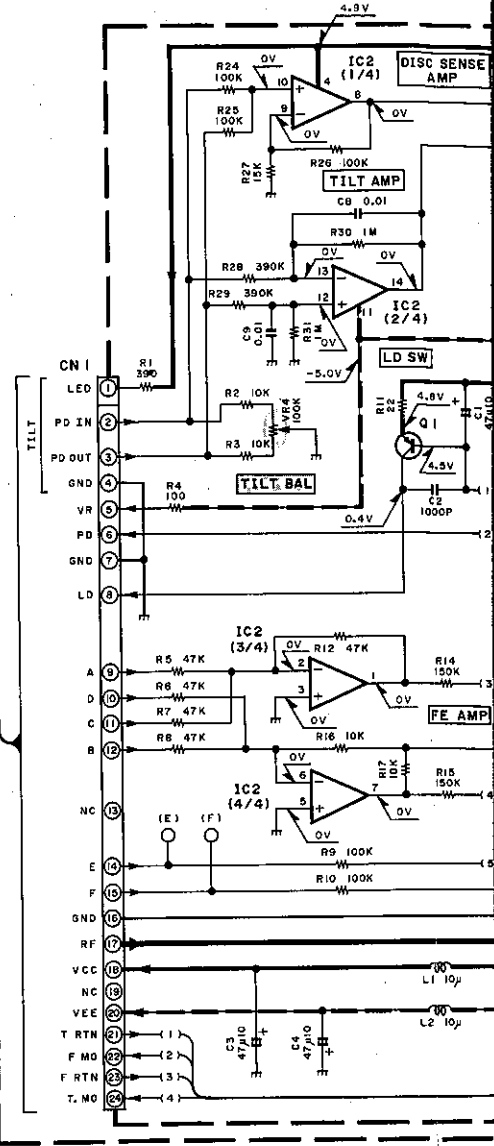 4.9V
IC2
(1/4)
DISC SENSE
AMP
R24
100K
0V
10
+
4
8
R25
100K
9
−
0V
0V
R27
15K
R26 100K
TILT AMP
C8 0.01
R30 1M
0V
0V
R28 390K
13
−
14
R29 390K
12
+
11
IC2
(2/4)
C9
0.01
R31
1M
0V
LD SW
CN1
R1
390
-5.0V
TILT
LED
1
R2 10K
VR4
100K
R11
22
4.8V
+
C1
47μ10
Q1
PD IN
2
PD OUT
3
R3 10K
4.5V
GND
4
TILT BAL
R4
100
C2
1000P
(1
VR
5
0.4V
PD
6
(2
GND
7
LD
8
IC2
(3/4)
0V
R12 47K
A
9
R5 47K
2
−
1
R14
150K
(3
D
10
R6 47K
3
+
0V
0V
FE AMP
C
11
R7 47K
R16 10K
B
12
R8 47K
0V
6
−
R17
10K
R15
150K
IC2
(4/4)
7
(4
5
+
0V
0V
NC
13
(E)
(F)
R9 100K
(5
E
14
R10 100K
F
15
GND
16
RF
17
VCC
18
L1 10μ
NC
19
VEE
20
L2 10μ
T RTN
21
(1)
C3
47μ10
+
C4
47μ10
+
F MO
22
(2)
F RTN
23
(3)
T. MO
24
(4)